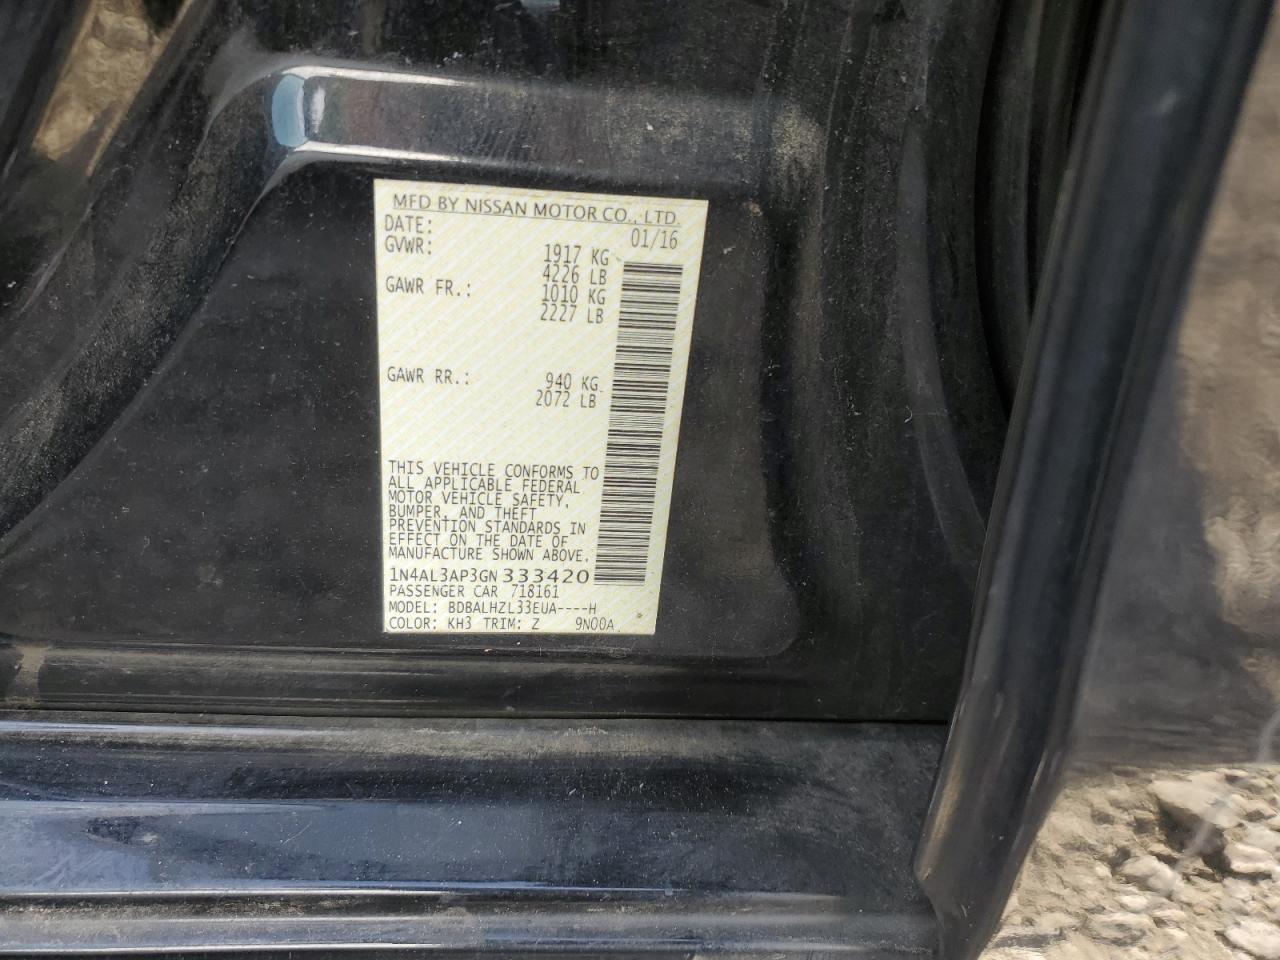 MFD BY NISSAN MOTOR CO., LTD.
DATE: 01/16
GVWR: 1917 KG
4226 LB
GAWR FR.: 1010 KG
2227 LB
GAWR RR.: 940 KG
2072 LB
THIS VEHICLE CONFORMS TO
ALL APPLICABLE FEDERAL
MOTOR VEHICLE SAFETY,
BUMPER, AND THEFT
PREVENTION STANDARDS IN
EFFECT ON THE DATE OF
MANUFACTURE SHOWN ABOVE.
1N4AL3AP3GN333420
PASSENGER CAR 718161
MODEL: BDBALHZL33EUA----H
COLOR: KH3 TRIM: Z 9N00A